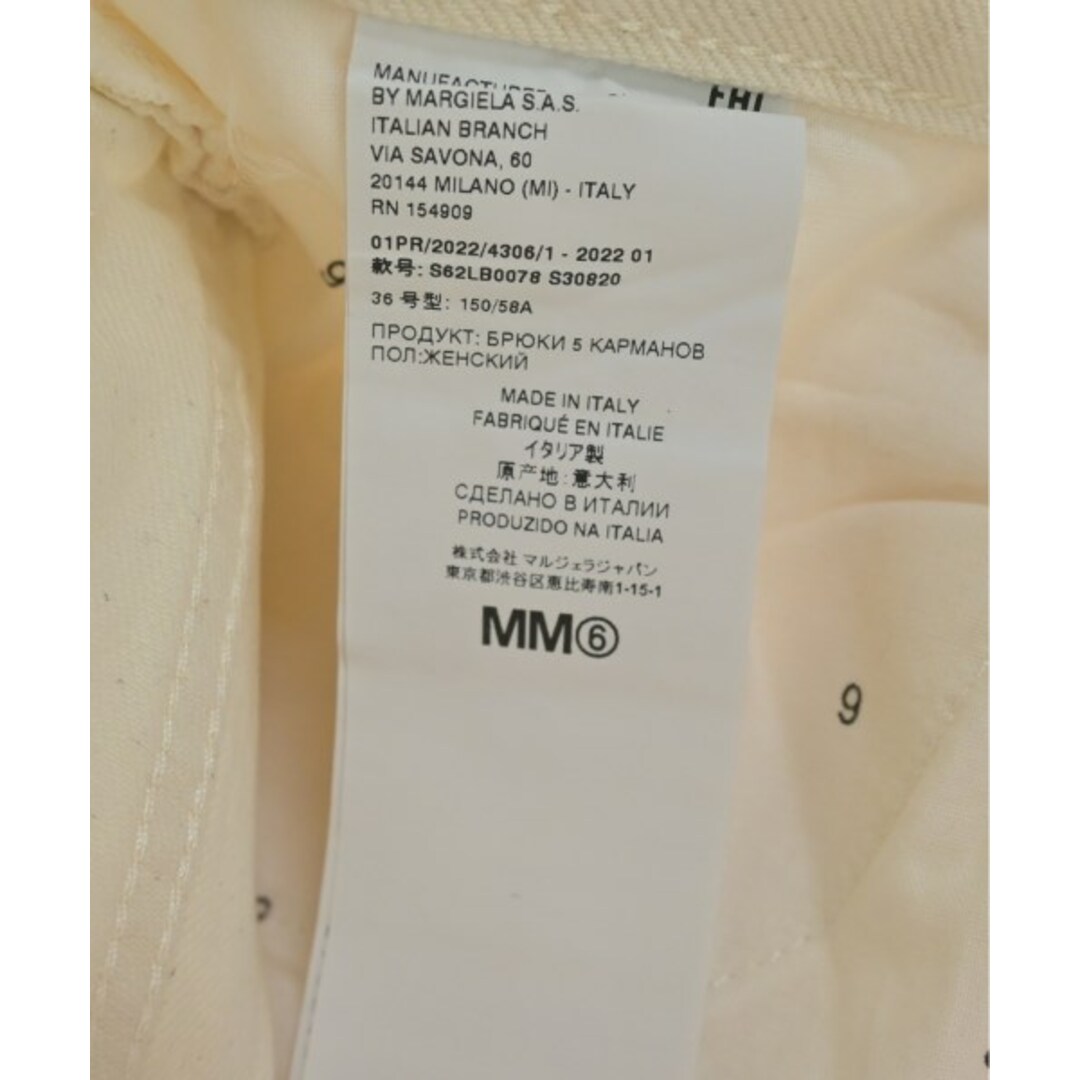 BY MARGIELA S.A.S.
ITALIAN BRANCH
VIA SAVONA, 60
20144 MILANO (MI) - ITALY
RN 154909
01PR/2022/4306/1 - 2022 01
款号: S62LB0078 S30820
36 号型: 150/58A
ПРОДУКТ: БРЮКИ 5 КАРМАНОВ
ПОЛ:ЖЕНСКИЙ
MADE IN ITALY
FABRIQUÉ EN ITALIE
イタリア製
原产地:意大利
СДЕЛАНО В ИТАЛИИ
PRODUZIDO NA ITALIA
株式会社 マルジェラジャパン
東京都渋谷区恵比寿南1-15-1
MM⑥
9